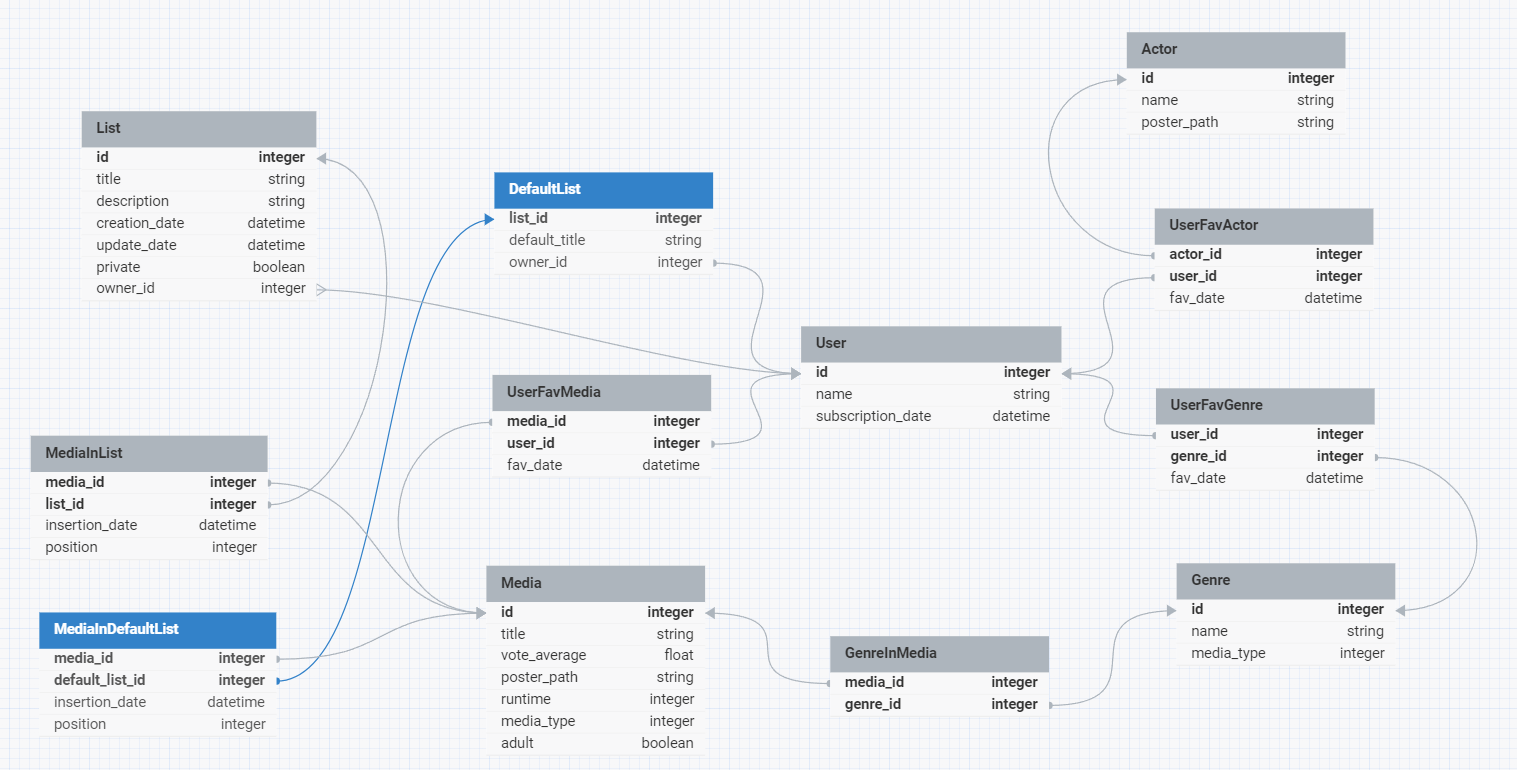 Actor
id integer
name string
poster_path string
List
id integer
title string
description string
creation_date datetime
update_date datetime
private boolean
owner_id integer
DefaultList
list_id integer
default_title string
owner_id integer
UserFavActor
actor_id integer
user_id integer
fav_date datetime
User
id integer
name string
subscription_date datetime
UserFavMedia
media_id integer
user_id integer
fav_date datetime
UserFavGenre
user_id integer
genre_id integer
fav_date datetime
MediaInList
media_id integer
list_id integer
insertion_date datetime
position integer
Media
id integer
title string
vote_average float
poster_path string
runtime integer
media_type integer
adult boolean
Genre
id integer
name string
media_type integer
MediaInDefaultList
media_id integer
default_list_id integer
insertion_date datetime
position integer
GenreInMedia
media_id integer
genre_id integer